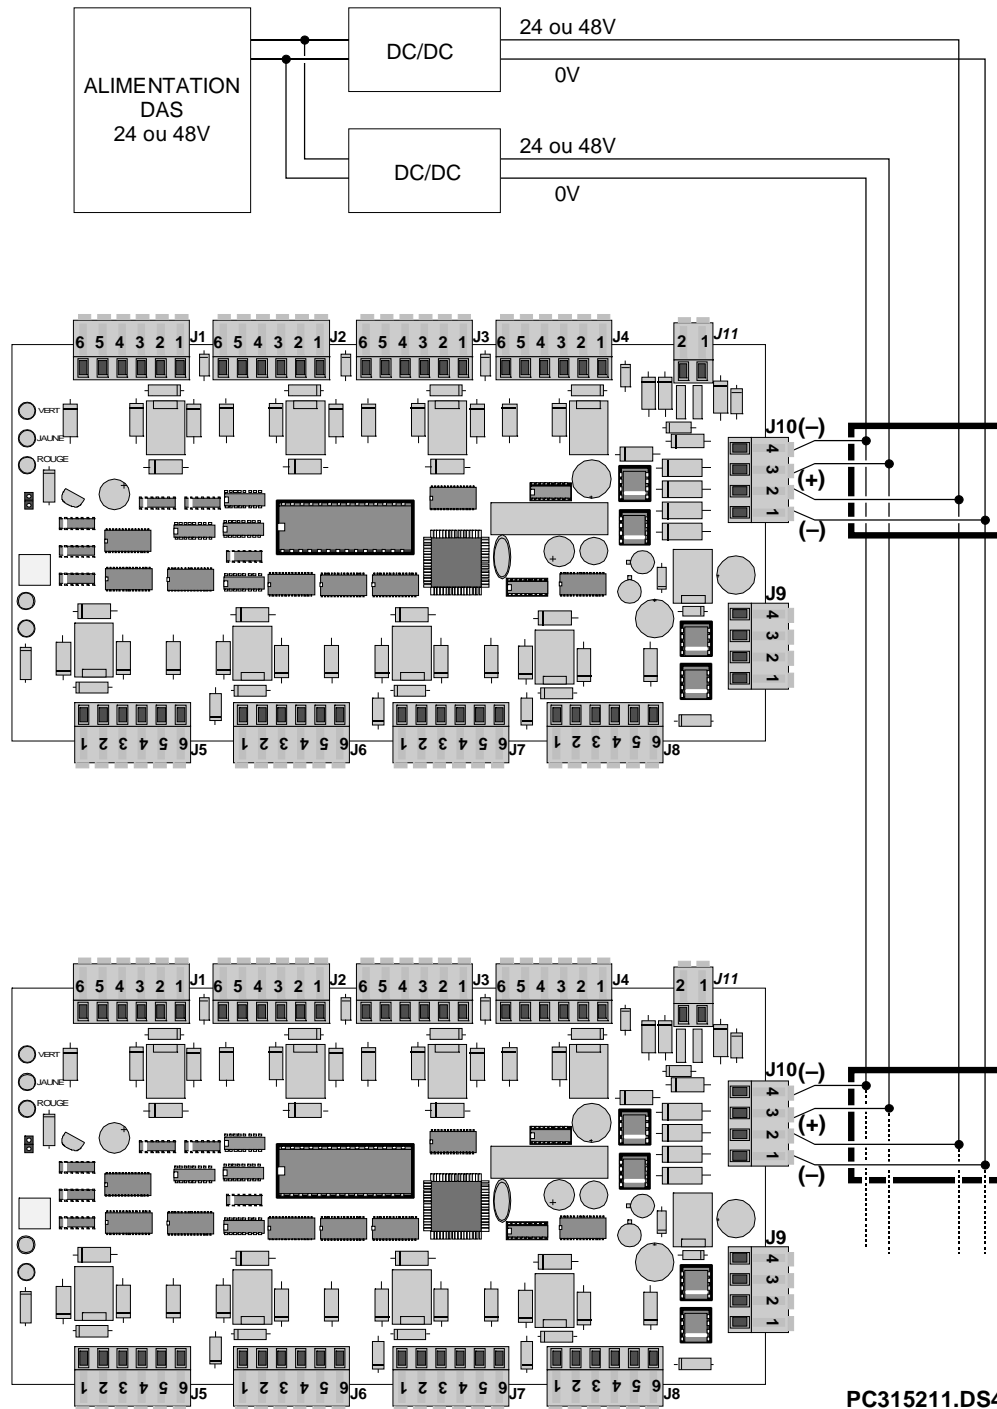 24 ou 48V
DC/DC
0V
ALIMENTATION
DAS
24 ou 48V
24 ou 48V
DC/DC
0V
6 5 4 3 2 1 J1 6 5 4 3 2 1 J2 6 5 4 3 2 1 J3 6 5 4 3 2 1 J4 2 1 J11
VERT
JAUNE
ROUGE
J10 (–)
4
3
(+)
2
1
(–)
J9
4
3
2
1
1 2 3 4 5 6 J5 1 2 3 4 5 6 J6 1 2 3 4 5 6 J7 1 2 3 4 5 6 J8
6 5 4 3 2 1 J1 6 5 4 3 2 1 J2 6 5 4 3 2 1 J3 6 5 4 3 2 1 J4 2 1 J11
VERT
JAUNE
ROUGE
J10 (–)
4
3
(+)
2
1
(–)
J9
4
3
2
1
1 2 3 4 5 6 J5 1 2 3 4 5 6 J6 1 2 3 4 5 6 J7 1 2 3 4 5 6 J8
PC315211.DS4